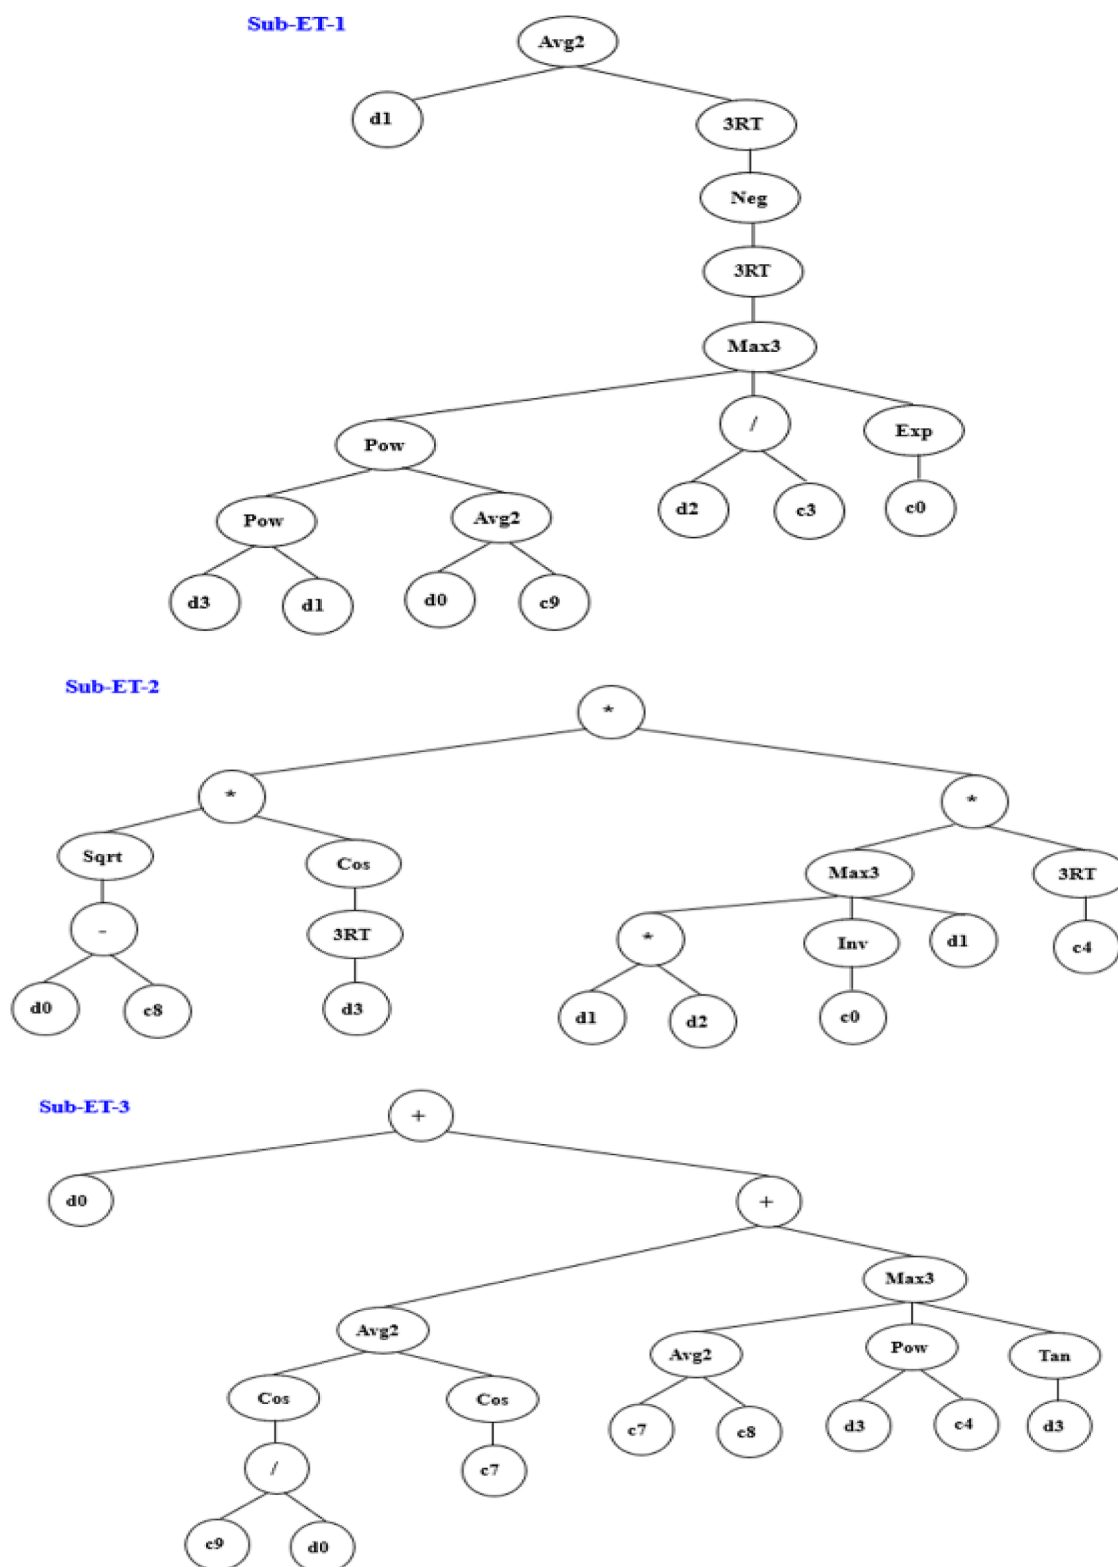 Sub-ET-1
Avg2
d1 3RT
Neg
3RT
Max3
Pow / Exp
Pow Avg2 d2 c3 c0
d3 d1 d0 c9
Sub-ET-2
*
* *
Sqrt Cos Max3 3RT
- 3RT * Inv d1 c4
d0 c8 d3 d1 d2 c0
Sub-ET-3
+
d0 +
Max3
Avg2 Avg2 Pow Tan
Cos Cos c7 c8 d3 c4 d3
/ c7
c9 d0